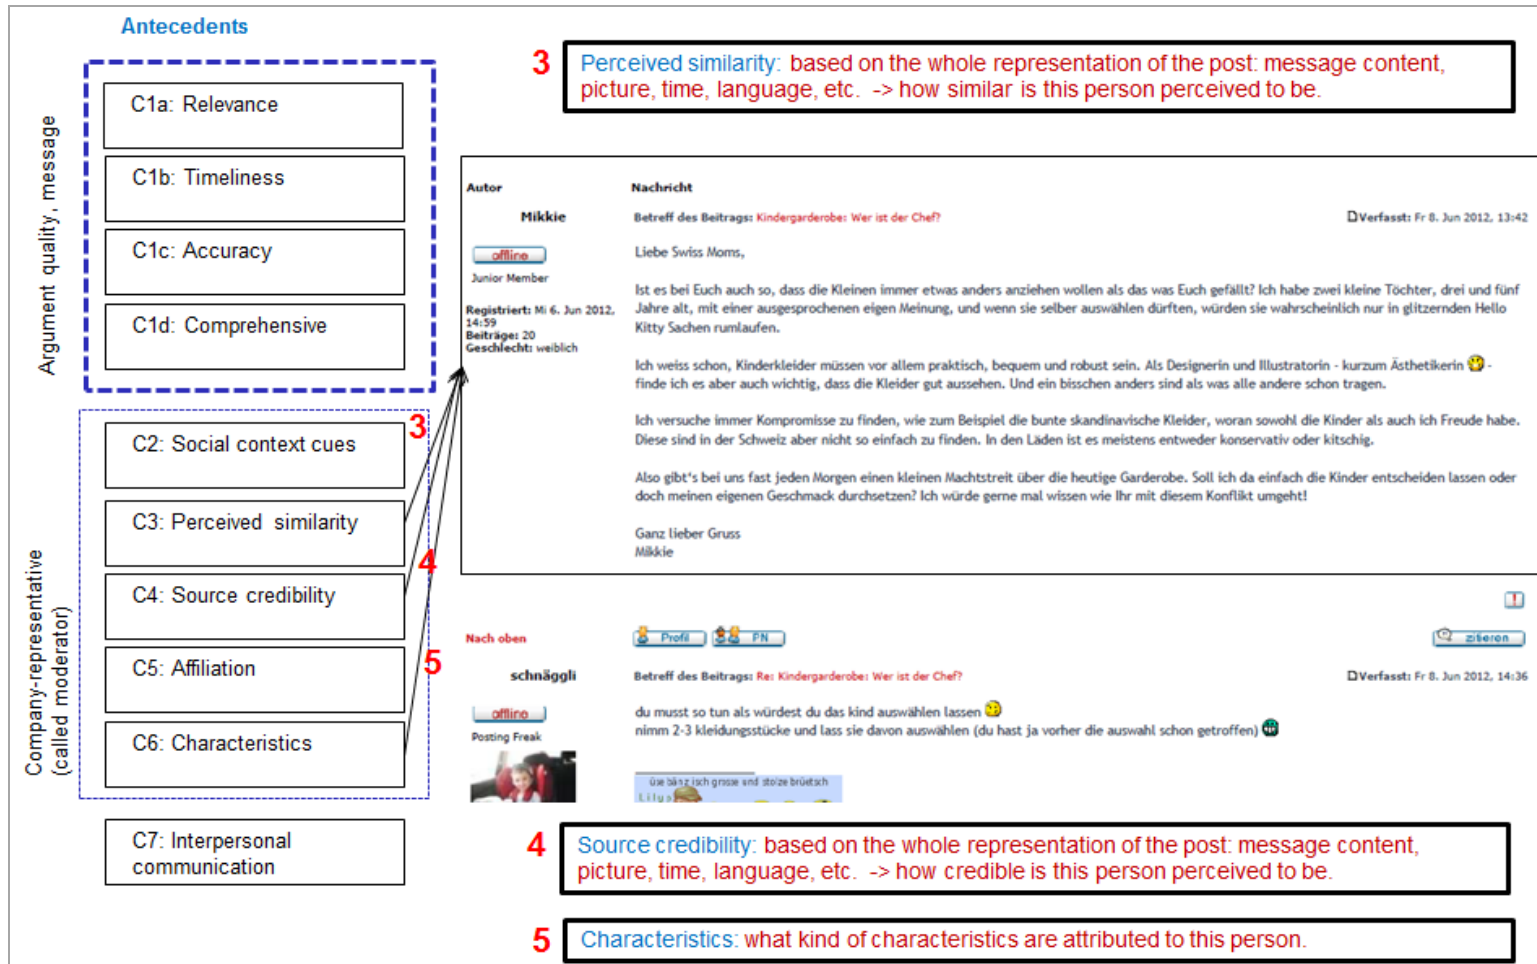 Antecedents
Argument quality, message
C1a: Relevance
C1b: Timeliness
C1c: Accuracy
C1d: Comprehensive
Company-representative
(called moderator)
C2: Social context cues
C3: Perceived similarity
C4: Source credibility
C5: Affiliation
C6: Characteristics
C7: Interpersonal
communication
3
4
5
3 Perceived similarity: based on the whole representation of the post: message content,
picture, time, language, etc. -> how similar is this person perceived to be.
Autor Nachricht
Mikkie Betreff des Beitrags: Kindergarderobe: Wer ist der Chef? Verfasst: Fr 8. Jun 2012, 13:42
offline
Junior Member
Registriert: Mi 6. Jun 2012,
14:59
Beiträge: 20
Geschlecht: weiblich
Liebe Swiss Moms,
Ist es bei Euch auch so, dass die Kleinen immer etwas anders anziehen wollen als das was Euch gefällt? Ich habe zwei kleine Töchter, drei und fünf
Jahre alt, mit einer ausgesprochenen eigen Meinung, und wenn sie selber auswählen dürften, würden sie wahrscheinlich nur in glitzernden Hello
Kitty Sachen rumlaufen.
Ich weiss schon, Kinderkleider müssen vor allem praktisch, bequem und robust sein. Als Designerin und Illustratorin - kurzum Ästhetikerin -
finde ich es aber auch wichtig, dass die Kleider gut aussehen. Und ein bisschen anders sind als was alle andere schon tragen.
Ich versuche immer Kompromisse zu finden, wie zum Beispiel die bunte skandinavische Kleider, woran sowohl die Kinder als auch ich Freude habe.
Diese sind in der Schweiz aber nicht so einfach zu finden. In den Läden ist es meistens entweder konservativ oder kitschig.
Also gibt's bei uns fast jeden Morgen einen kleinen Machtstreit über die heutige Garderobe. Soll ich da einfach die Kinder entscheiden lassen oder
doch meinen eigenen Geschmack durchsetzen? Ich würde gerne mal wissen wie Ihr mit diesem Konflikt umgeht!
Ganz lieber Gruss
Mikkie
!
Nach oben Profil PN zitieren
schnäggli Betreff des Beitrags: Re: Kindergarderobe: Wer ist der Chef? Verfasst: Fr 8. Jun 2012, 14:36
offline
Posting Freak
du musst so tun als würdest du das kind auswählen lassen
nimm 2-3 kleidungsstücke und lass sie davon auswählen (du hast ja vorher die auswahl schon getroffen)
üse bänz isch grosse und stolze brüetsch
Lilys
4 Source credibility: based on the whole representation of the post: message content,
picture, time, language, etc. -> how credible is this person perceived to be.
5 Characteristics: what kind of characteristics are attributed to this person.